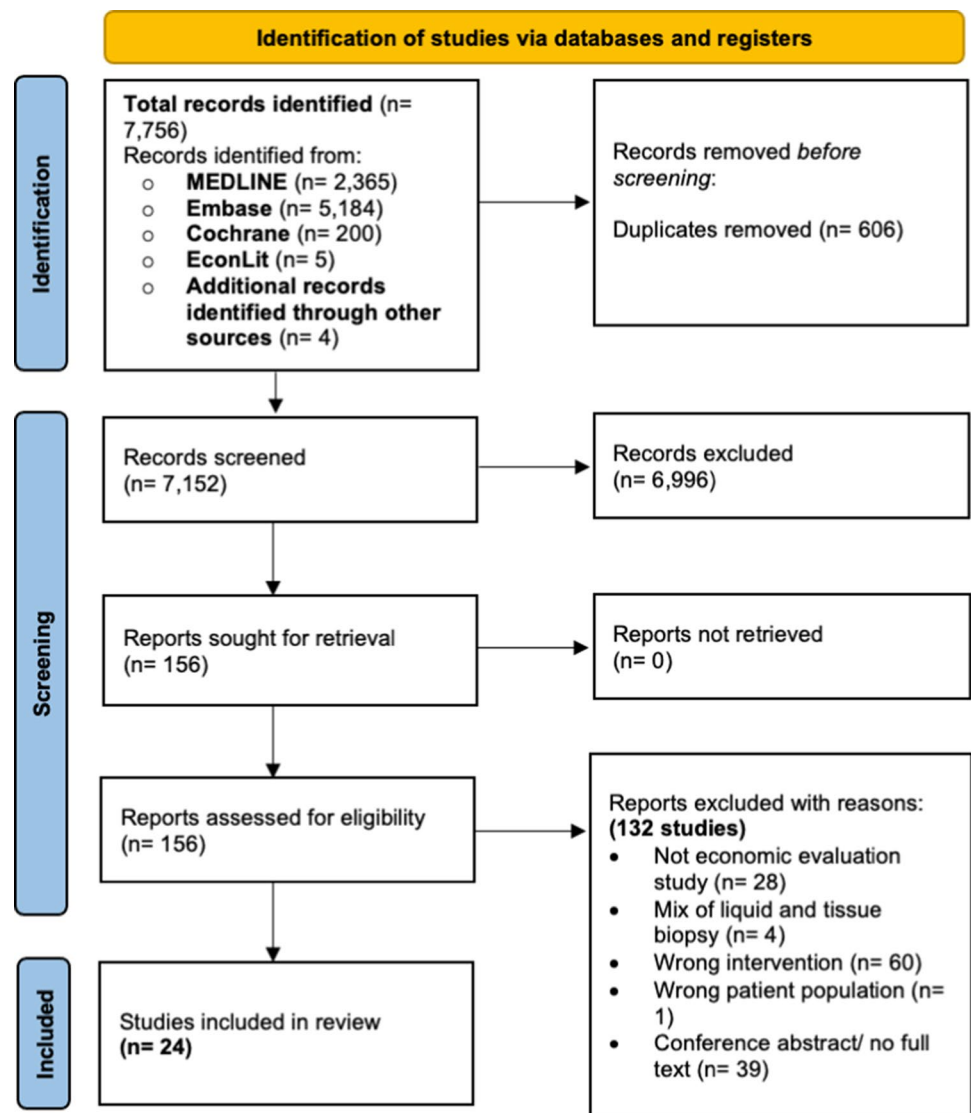 Identification of studies via databases and registers
Identification
Total records identified (n=
7,756)
Records identified from:
o MEDLINE (n= 2,365)
o Embase (n= 5,184)
o Cochrane (n= 200)
o EconLit (n= 5)
o Additional records
identified through other
sources (n= 4)
Records removed before
screening:
Duplicates removed (n= 606)
Screening
Records screened
(n= 7,152)
Records excluded
(n= 6,996)
Reports sought for retrieval
(n= 156)
Reports not retrieved
(n= 0)
Reports assessed for eligibility
(n= 156)
Reports excluded with reasons:
(132 studies)
• Not economic evaluation
study (n= 28)
• Mix of liquid and tissue
biopsy (n= 4)
• Wrong intervention (n= 60)
• Wrong patient population (n=
1)
• Conference abstract/ no full
text (n= 39)
Included
Studies included in review
(n= 24)